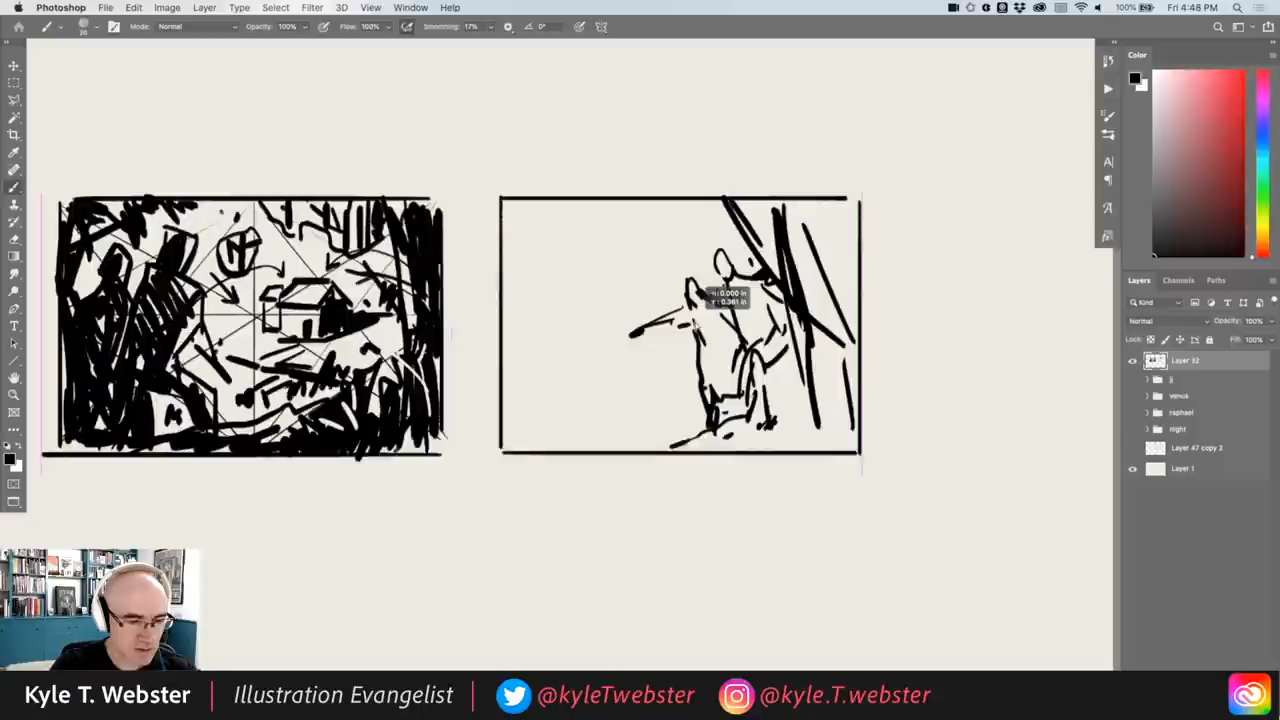 Photoshop File Edit Image Layer Type Select Filter 3D View Window Help
100% Fri 4:48 PM
Mode: Normal Opacity: 100% Flow: 100% Smoothing: 17% 0°
Color
Layers Channels Paths
Kind
Normal Opacity: 100%
Lock: Fill: 100%
Layer 32
venus
raphael
night
Layer 47 copy 2
Layer 1
Kyle T. Webster | Illustration Evangelist | @kyleTwebster @kyle.T.webster